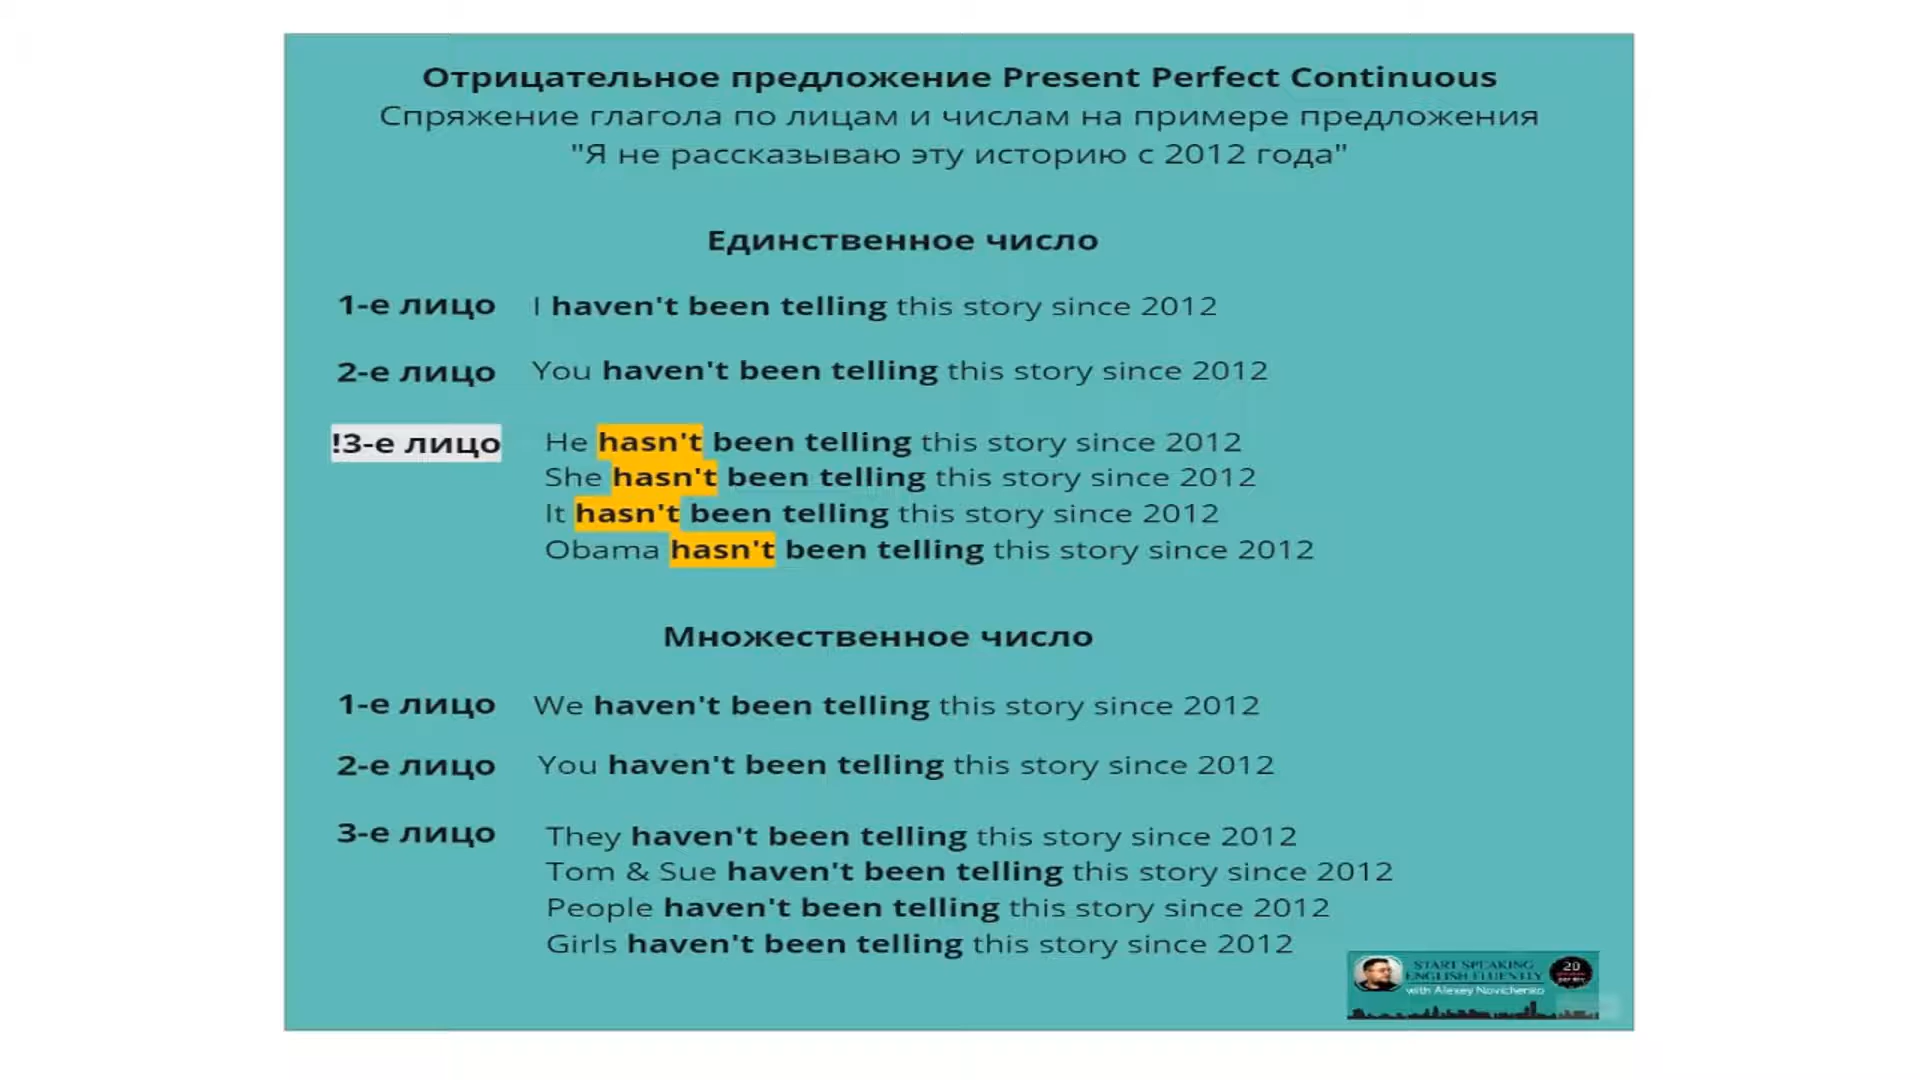 Отрицательное предложение Present Perfect Continuous
Спряжение глагола по лицам и числам на примере предложения
"Я не рассказываю эту историю с 2012 года"
Единственное число
1-е лицо I haven't been telling this story since 2012
2-е лицо You haven't been telling this story since 2012
!3-е лицо He hasn't been telling this story since 2012
She hasn't been telling this story since 2012
It hasn't been telling this story since 2012
Obama hasn't been telling this story since 2012
Множественное число
1-е лицо We haven't been telling this story since 2012
2-е лицо You haven't been telling this story since 2012
3-е лицо They haven't been telling this story since 2012
Tom & Sue haven't been telling this story since 2012
People haven't been telling this story since 2012
Girls haven't been telling this story since 2012
START SPEAKING
ENGLISH FLUENTLY
with Alexey Novichenko
20